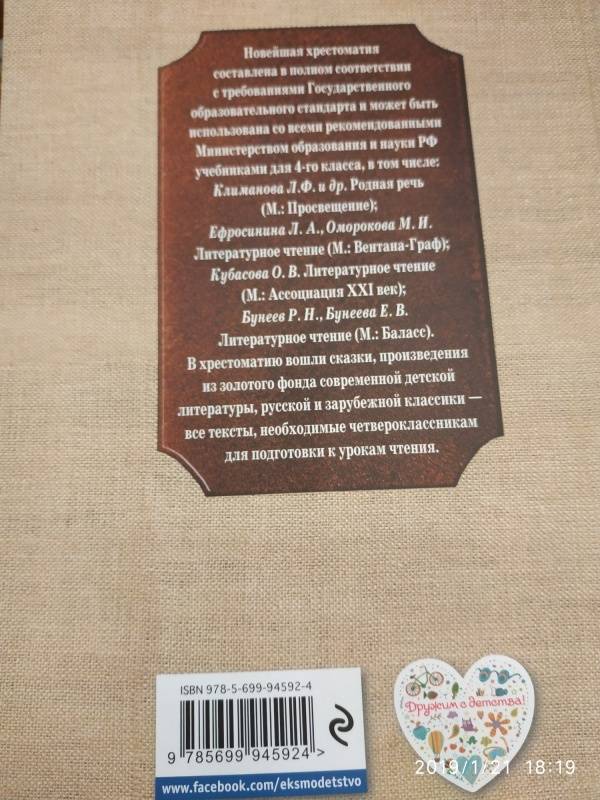 Новейшая хрестоматия
составлена в полном соответствии
с требованиями Государственного
образовательного стандарта и может быть
использована со всеми рекомендованными
Министерством образования и науки РФ
учебниками для 4-го класса, в том числе:
Климанова Л.Ф. и др. Родная речь
(М.: Просвещение);
Ефросинина Л. А., Оморокова М. И.
Литературное чтение (М.: Вентана-Граф);
Кубасова О. В. Литературное чтение
(М.: Ассоциация XXI век);
Бунеев Р. Н., Бунеева Е. В.
Литературное чтение (М.: Баласс).
В хрестоматию вошли сказки, произведения
из золотого фонда современной детской
литературы, русской и зарубежной классики —
все тексты, необходимые четвероклассникам
для подготовки к урокам чтения.
ISBN 978-5-699-94592-4
9 785699 945924 >
www.facebook.com/eksmodetstvo
Дружим с детства!
2019/1/21 18:19